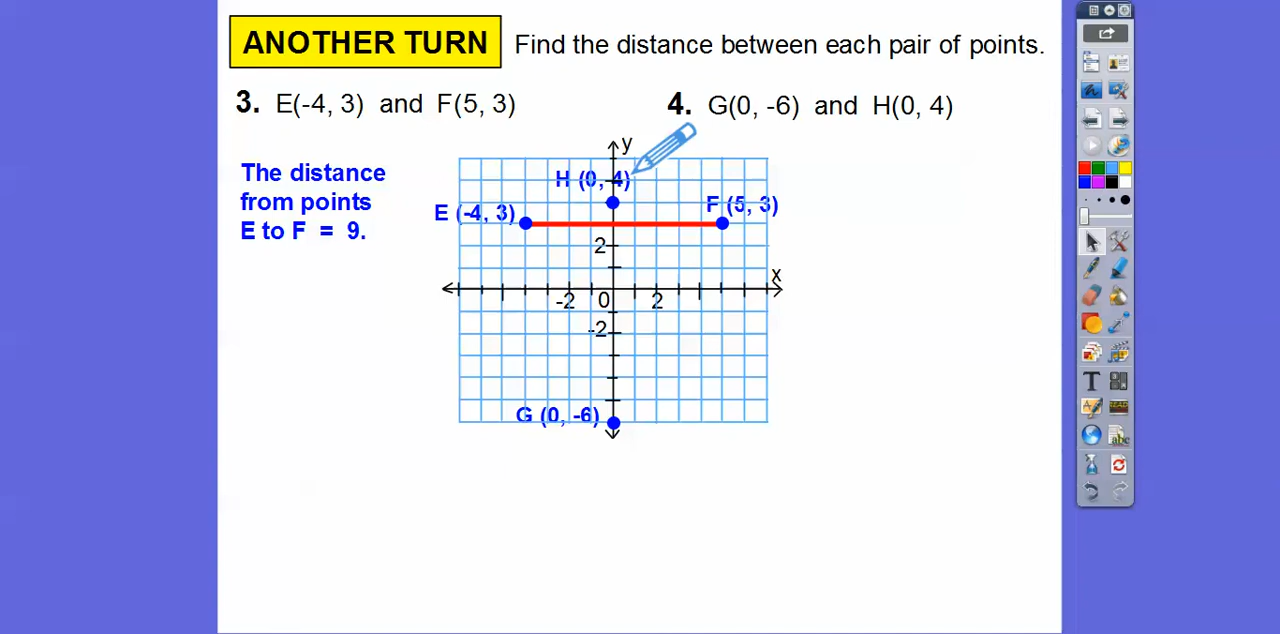 ANOTHER TURN Find the distance between each pair of points.
3. E(-4, 3) and F(5, 3)
4. G(0, -6) and H(0, 4)
The distance
from points
E to F = 9.
y
H (0, 4)
E (-4, 3)
F (5, 3)
2
x
-2 0 2
-2
G (0, -6)
T
abc